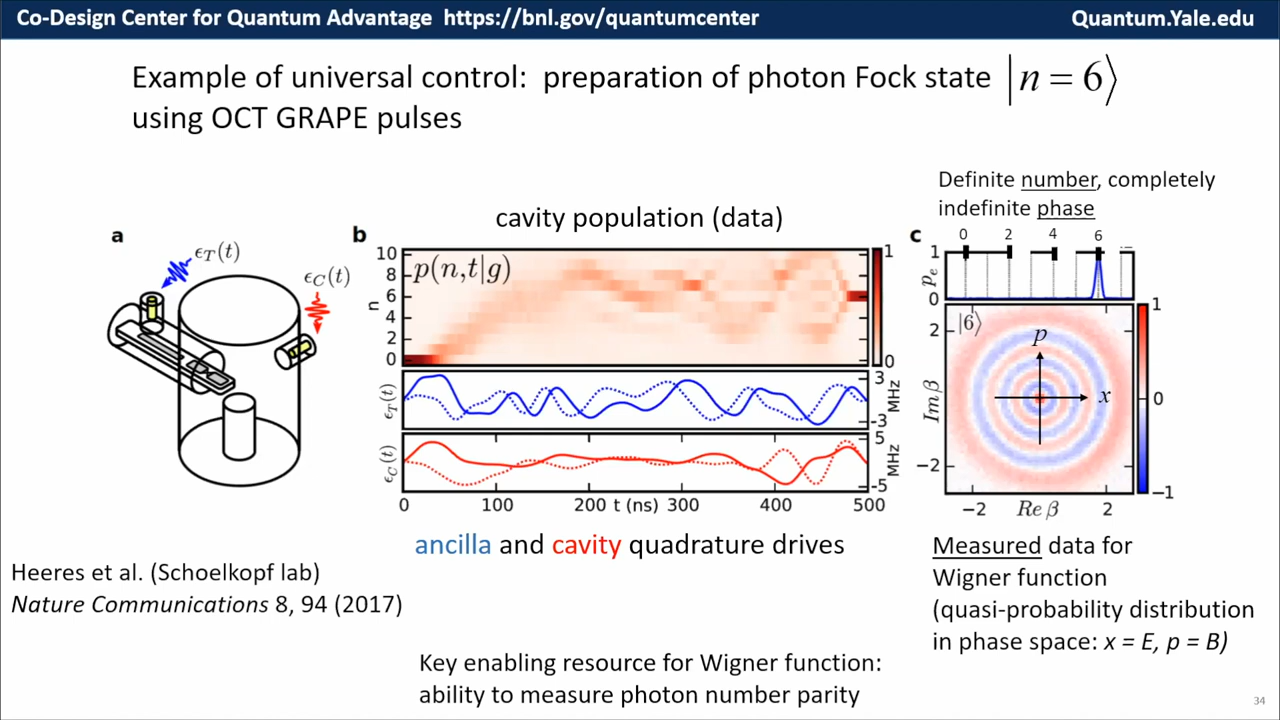 Co-Design Center for Quantum Advantage https://bnl.gov/quantumcenter
Quantum.Yale.edu
Example of universal control: preparation of photon Fock state |n = 6⟩
using OCT GRAPE pulses
Definite number, completely
indefinite phase
cavity population (data)
a
ϵ_T(t)
ϵ_C(t)
b
p(n,t|g)
n
10
8
6
4
2
0
1
0
ϵ_T(t)
3
-3
MHz
ϵ_C(t)
5
-5
MHz
0 100 200 t (ns) 300 400 500
ancilla and cavity quadrature drives
c
0 2 4 6
p_e
1
0
|6⟩
p
x
Im β
2
−2
−2 Re β 2
1
0
−1
Measured data for
Wigner function
(quasi-probability distribution
in phase space: x = E, p = B)
Heeres et al. (Schoelkopf lab)
Nature Communications 8, 94 (2017)
Key enabling resource for Wigner function:
ability to measure photon number parity
34